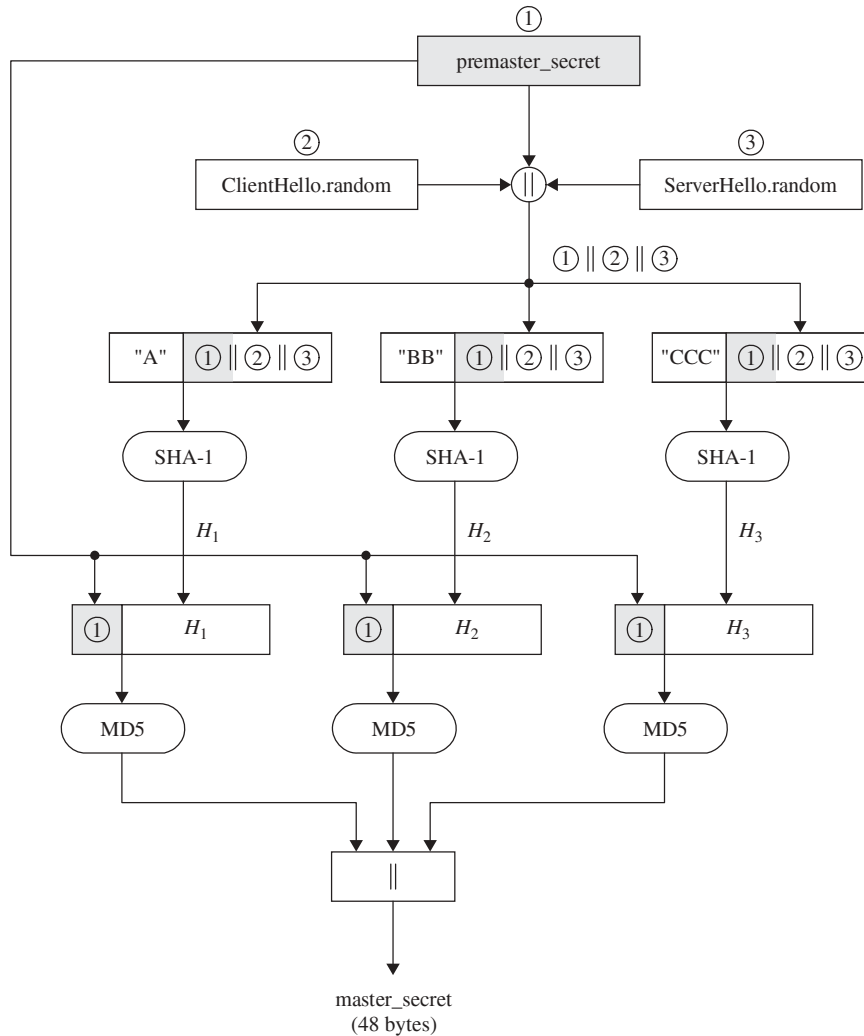 ①
premaster_secret
② ③
ClientHello.random || ServerHello.random
① || ② || ③
"A" ① || ② || ③ "BB" ① || ② || ③ "CCC" ① || ② || ③
SHA-1 SHA-1 SHA-1
H₁ H₂ H₃
① H₁ ① H₂ ① H₃
MD5 MD5 MD5
||
master_secret
(48 bytes)